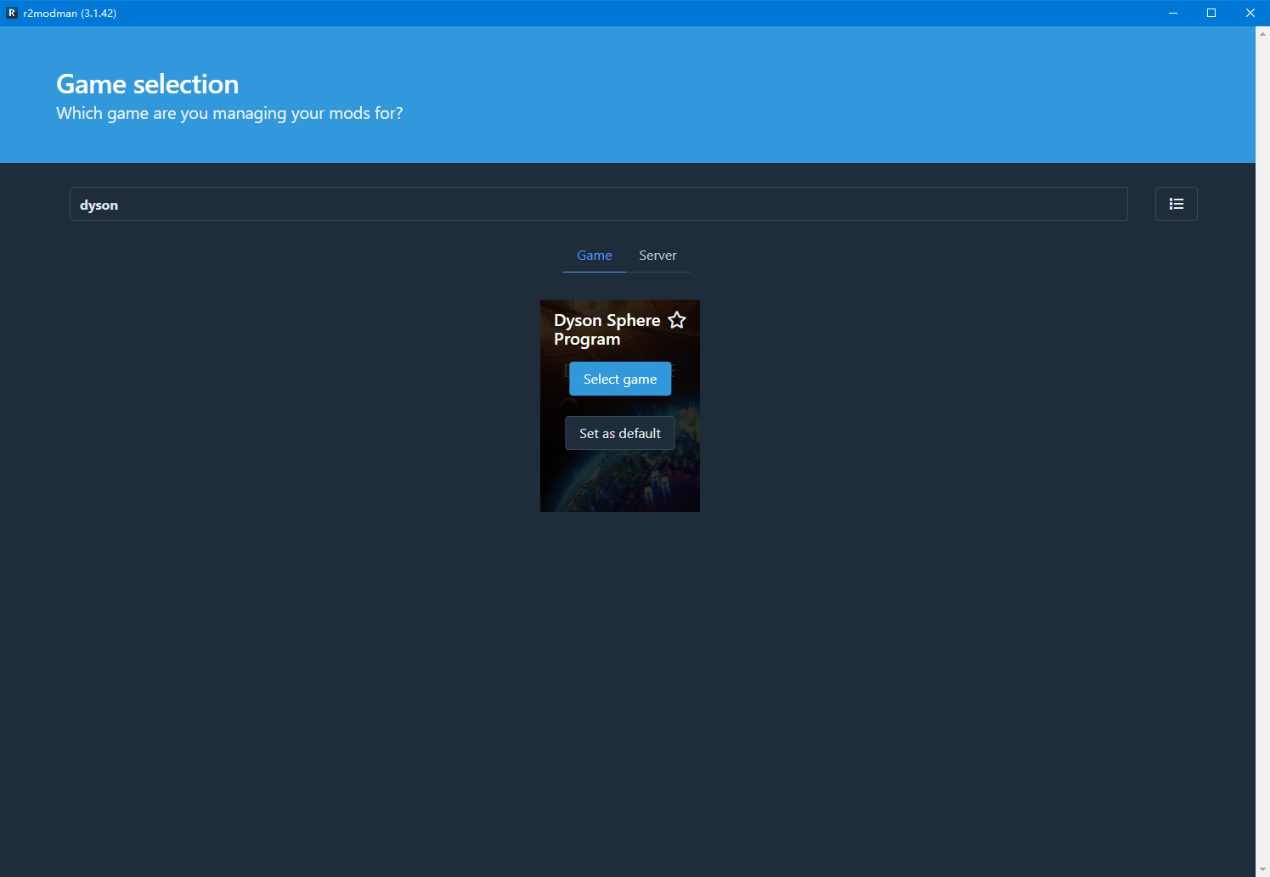 R r2modman (3.1.42)
Game selection
Which game are you managing your mods for?
dyson
Game Server
Dyson Sphere
Program
Select game
Set as default